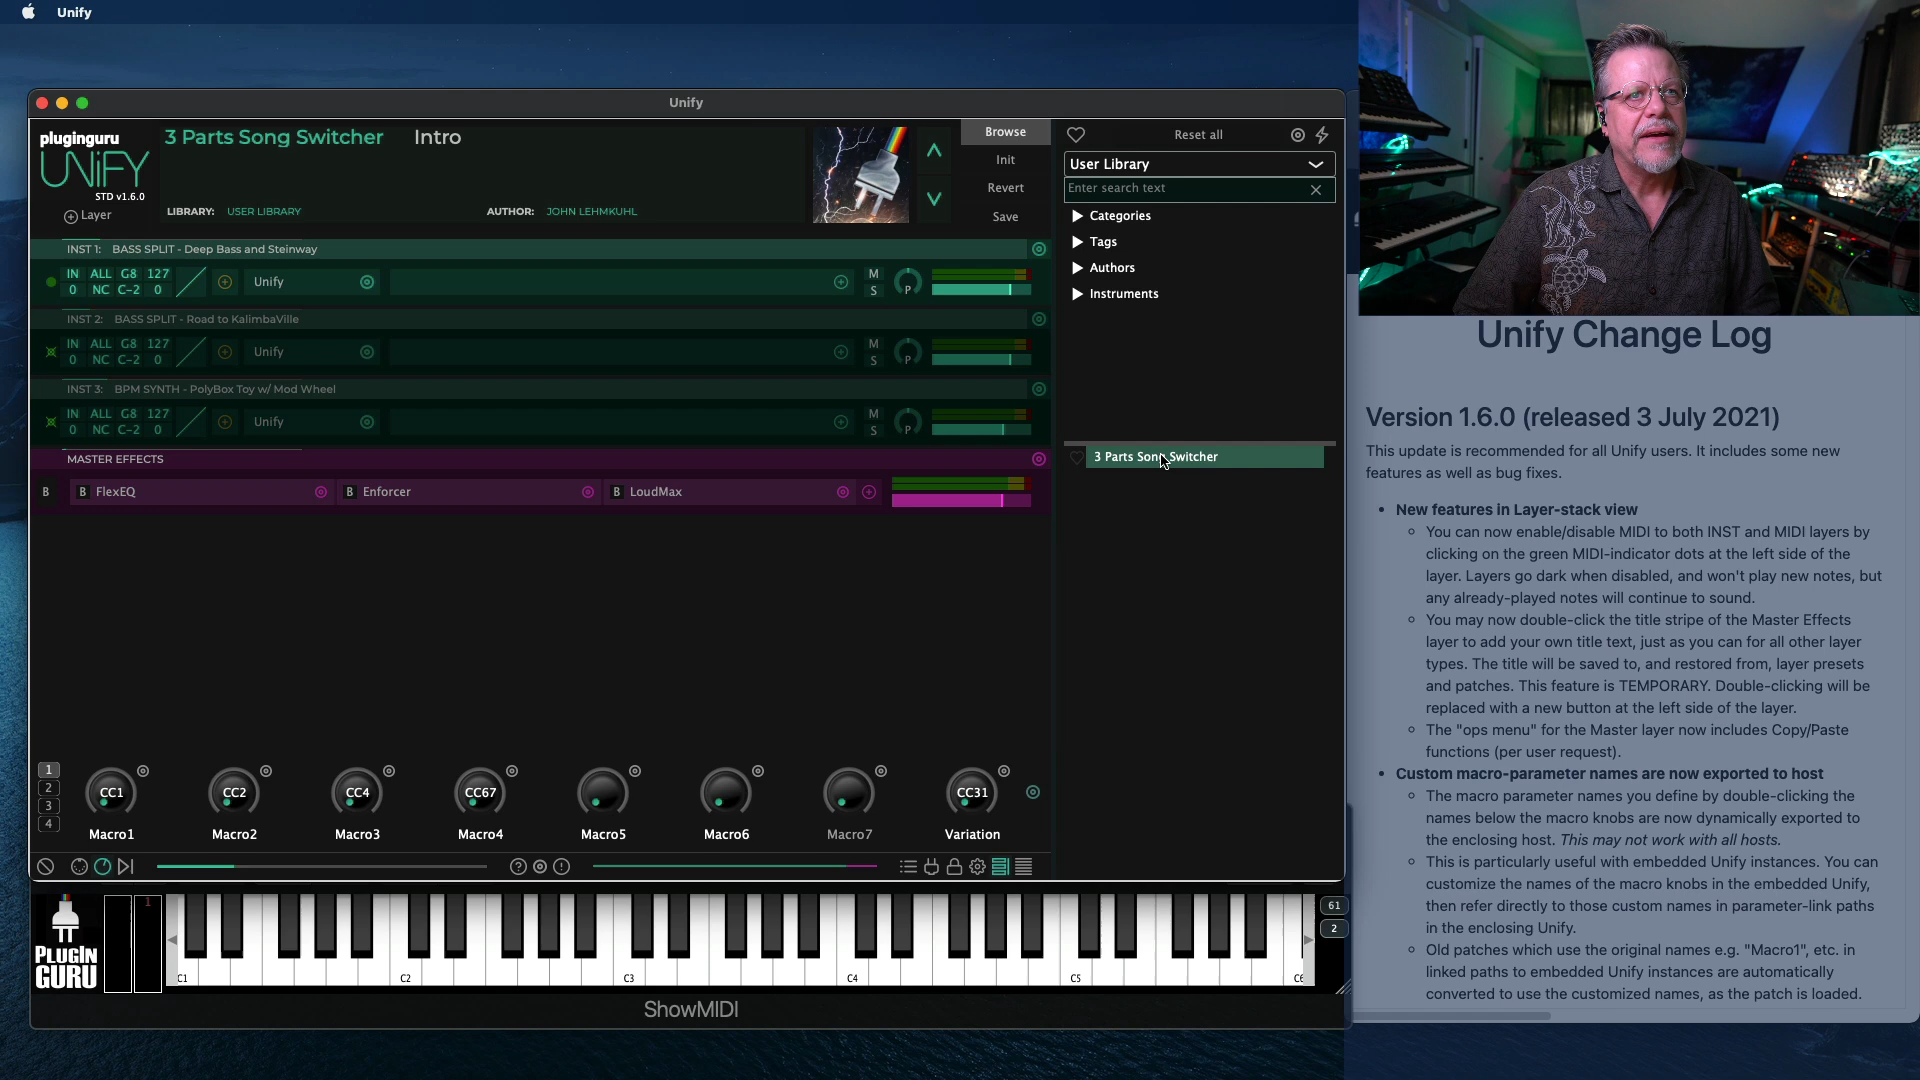 Unify
Unify
pluginguru
UNIFY
STD v1.6.0
Layer
3 Parts Song Switcher
Intro
LIBRARY: USER LIBRARY
AUTHOR: JOHN LEHMKUHL
Browse
Init
Revert
Save
INST 1: BASS SPLIT - Deep Bass and Steinway
IN ALL G8 127
0 NC C-2 0
Unify
M
S
P
INST 2: BASS SPLIT - Road to KalimbaVille
IN ALL G8 127
0 NC C-2 0
Unify
M
S
P
INST 3: BPM SYNTH - PolyBox Toy w/ Mod Wheel
IN ALL G8 127
0 NC C-2 0
Unify
M
S
P
MASTER EFFECTS
B B FlexEQ B Enforcer B LoudMax
1
2
3
4
CC1 CC2 CC4 CC67 CC31
Macro1 Macro2 Macro3 Macro4 Macro5 Macro6 Macro7 Variation
Reset all
User Library
Enter search text
Categories
Tags
Authors
Instruments
3 Parts Song Switcher
PLUGIN
GURU
1
C1 C2 C3 C4 C5 C6
61
2
ShowMIDI
Unify Change Log
Version 1.6.0 (released 3 July 2021)
This update is recommended for all Unify users. It includes some new
features as well as bug fixes.
• New features in Layer-stack view
You can now enable/disable MIDI to both INST and MIDI layers by
clicking on the green MIDI-indicator dots at the left side of the
layer. Layers go dark when disabled, and won't play new notes, but
any already-played notes will continue to sound.
You may now double-click the title stripe of the Master Effects
layer to add your own title text, just as you can for all other layer
types. The title will be saved to, and restored from, layer presets
and patches. This feature is TEMPORARY. Double-clicking will be
replaced with a new button at the left side of the layer.
The "ops menu" for the Master layer now includes Copy/Paste
functions (per user request).
• Custom macro-parameter names are now exported to host
The macro parameter names you define by double-clicking the
names below the macro knobs are now dynamically exported to
the enclosing host. This may not work with all hosts.
This is particularly useful with embedded Unify instances. You can
customize the names of the macro knobs in the embedded Unify,
then refer directly to those custom names in parameter-link paths
in the enclosing Unify.
Old patches which use the original names e.g. "Macro1", etc. in
linked paths to embedded Unify instances are automatically
converted to use the customized names, as the patch is loaded.